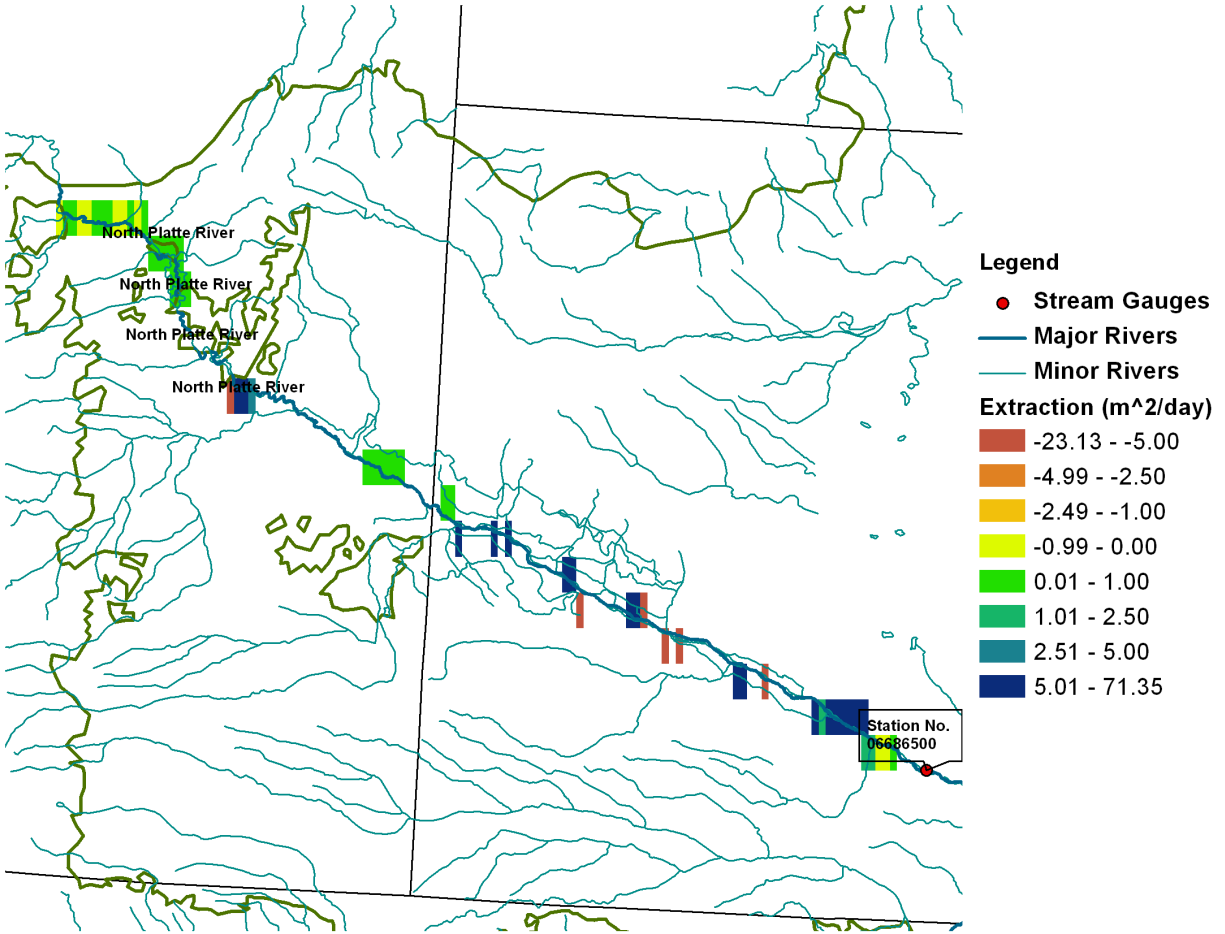 North Platte River
North Platte River
North Platte River
North Platte River
Station No.
06686500
Legend
Stream Gauges
Major Rivers
Minor Rivers
Extraction (m^2/day)
-23.13 - -5.00
-4.99 - -2.50
-2.49 - -1.00
-0.99 - 0.00
0.01 - 1.00
1.01 - 2.50
2.51 - 5.00
5.01 - 71.35